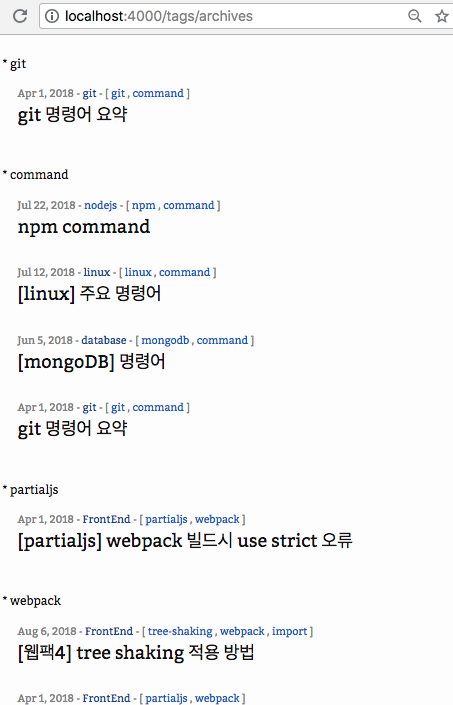 localhost:4000/tags/archives
* git
Apr 1, 2018 - git - [ git , command ]
git 명령어 요약
* command
Jul 22, 2018 - nodejs - [ npm , command ]
npm command
Jul 12, 2018 - linux - [ linux , command ]
[linux] 주요 명령어
Jun 5, 2018 - database - [ mongodb , command ]
[mongoDB] 명령어
Apr 1, 2018 - git - [ git , command ]
git 명령어 요약
* partialjs
Apr 1, 2018 - FrontEnd - [ partialjs , webpack ]
[partialjs] webpack 빌드시 use strict 오류
* webpack
Aug 6, 2018 - FrontEnd - [ tree-shaking , webpack , import ]
[웹팩4] tree shaking 적용 방법
Apr 1, 2018 - FrontEnd - [ partialjs , webpack ]